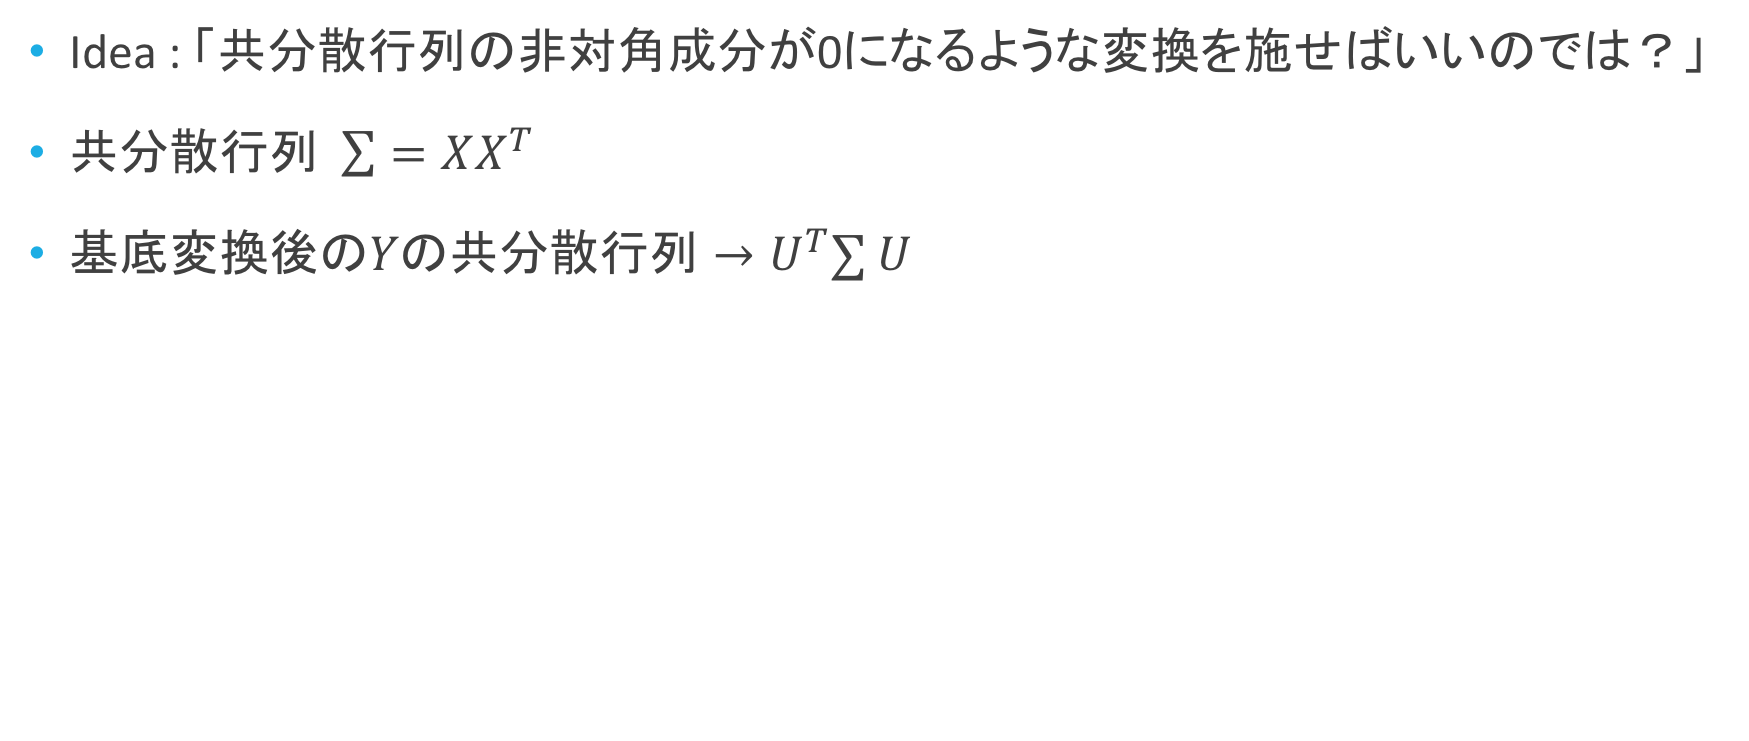 • Idea : 「共分散行列の非対角成分が0になるような変換を施せばいいのでは？」
• 共分散行列 ∑ = XXᵀ
• 基底変換後のYの共分散行列 → Uᵀ∑ U